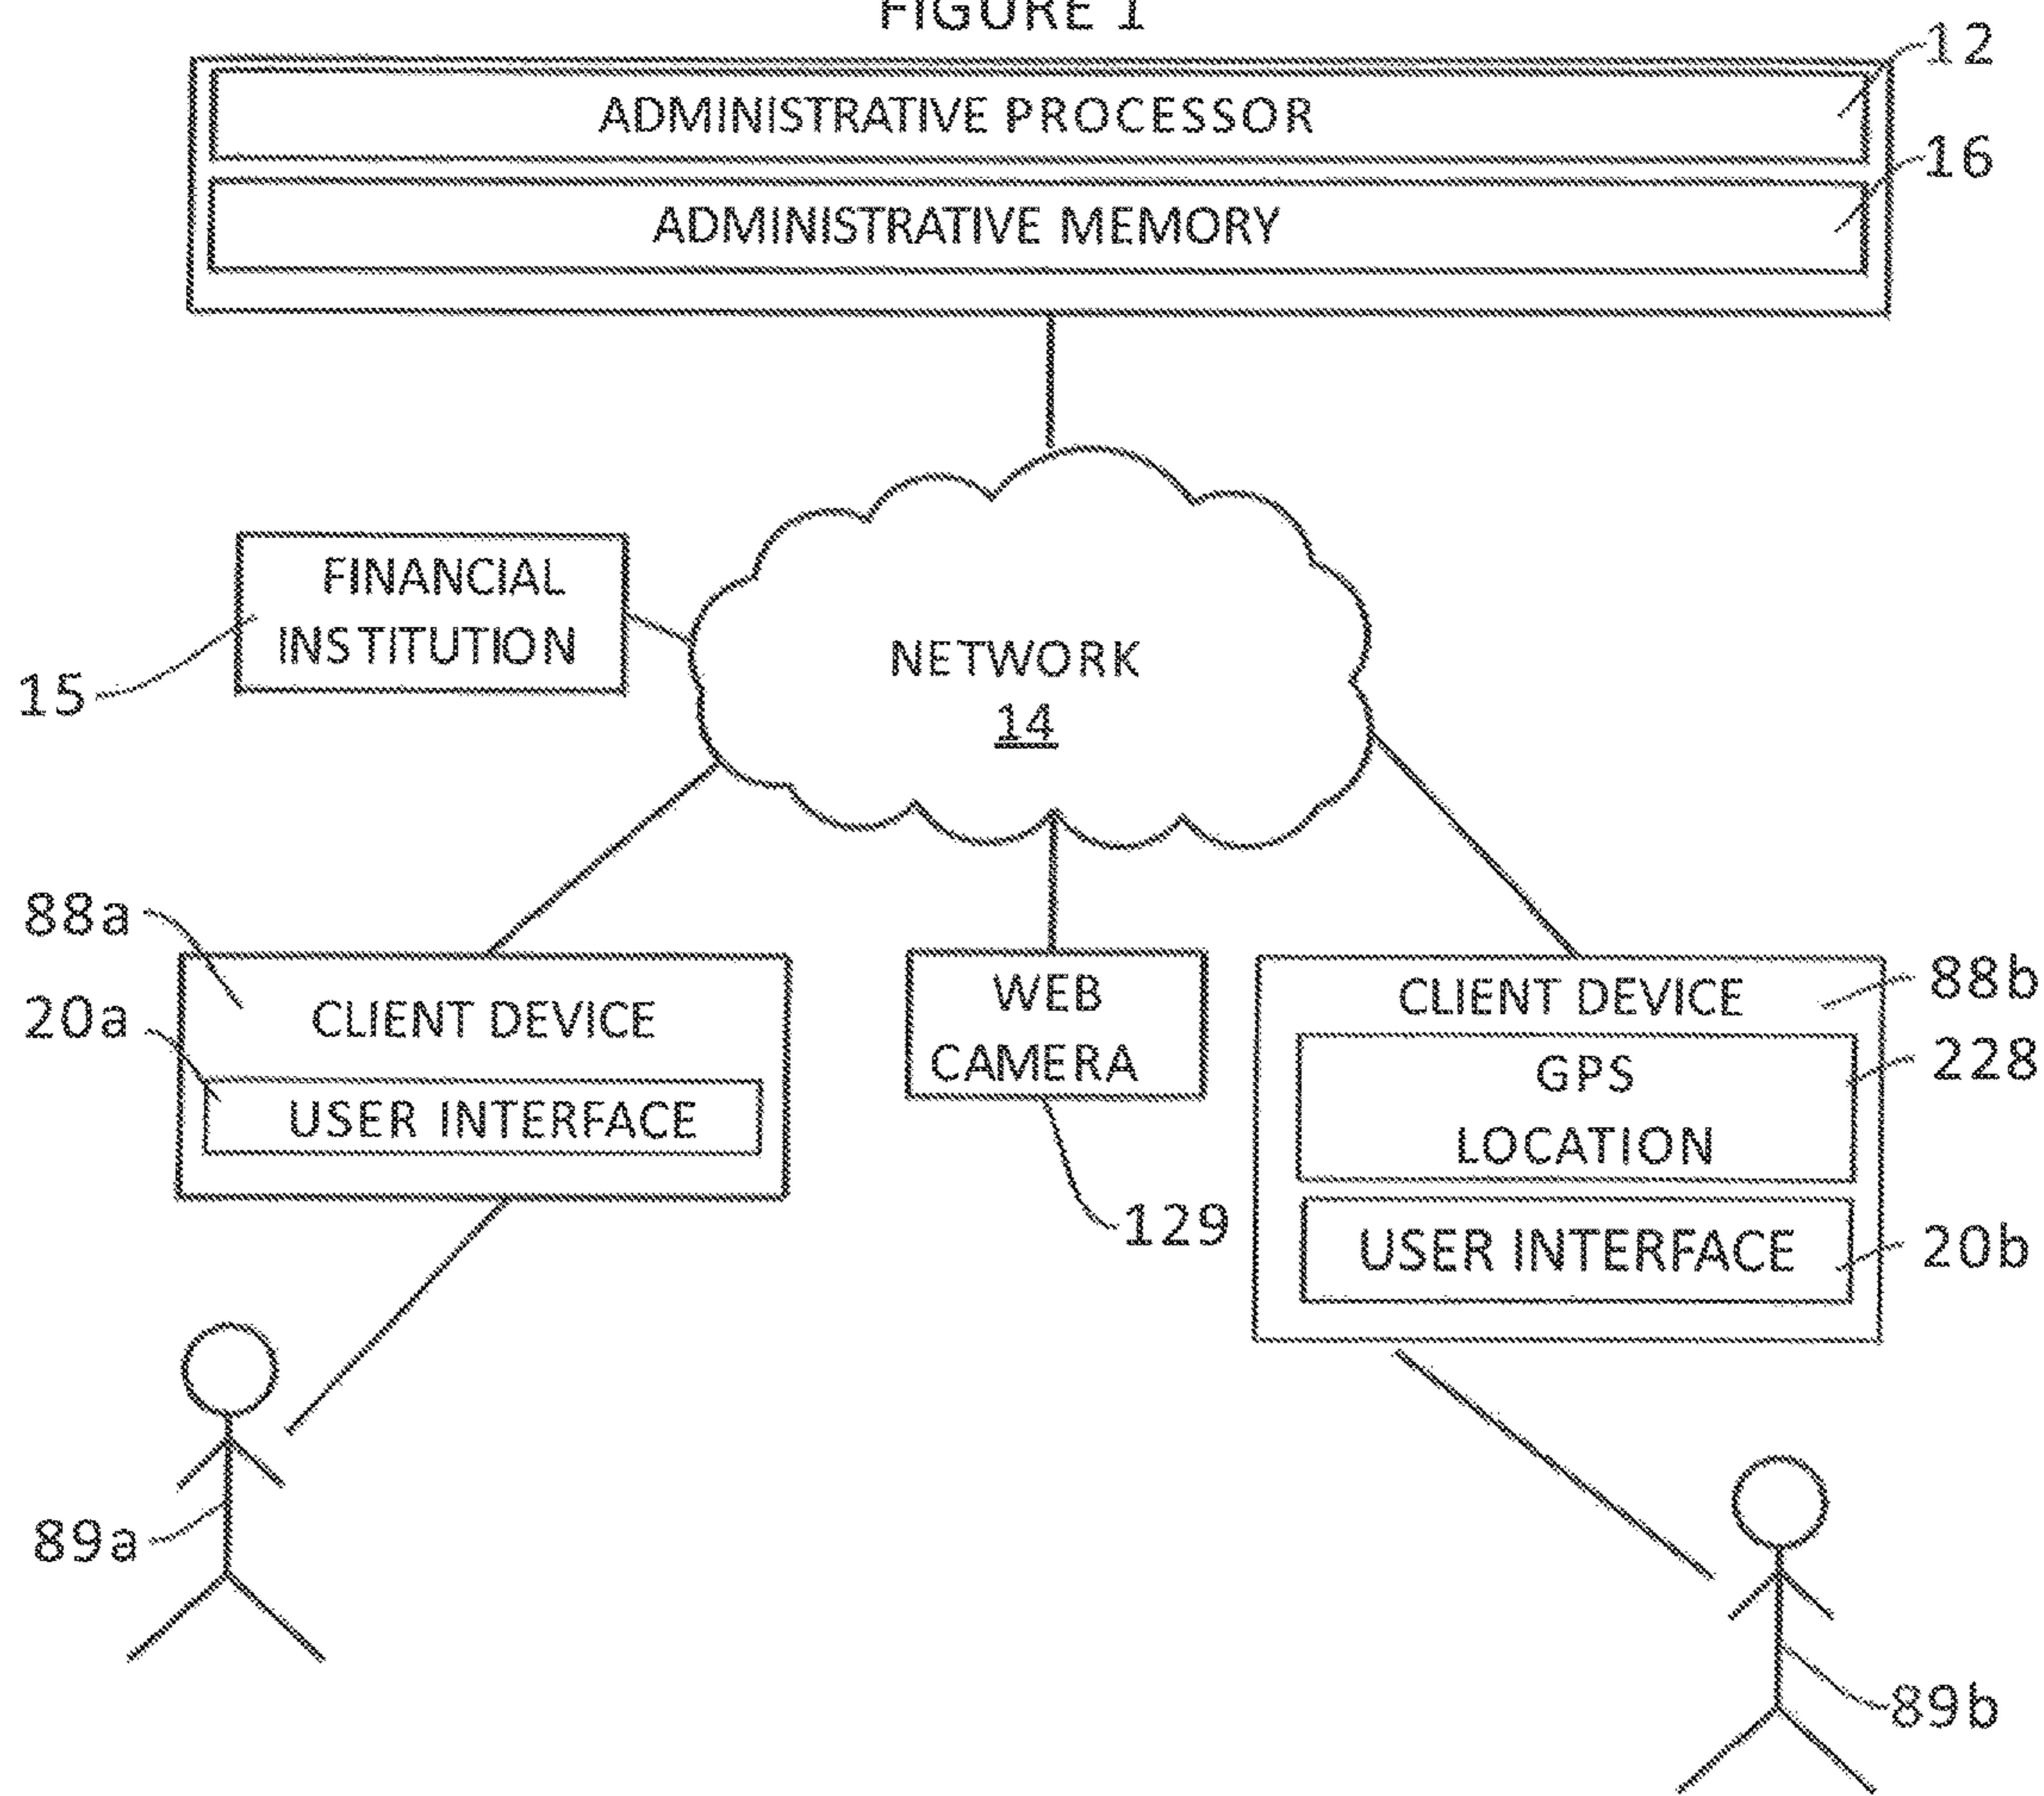 FIGURE 1
12
ADMINISTRATIVE PROCESSOR
16
ADMINISTRATIVE MEMORY
FINANCIAL
INSTITUTION
15
NETWORK
14
88a
20a
CLIENT DEVICE
USER INTERFACE
WEB
CAMERA
129
CLIENT DEVICE
88b
GPS
LOCATION
228
USER INTERFACE
20b
89a
89b